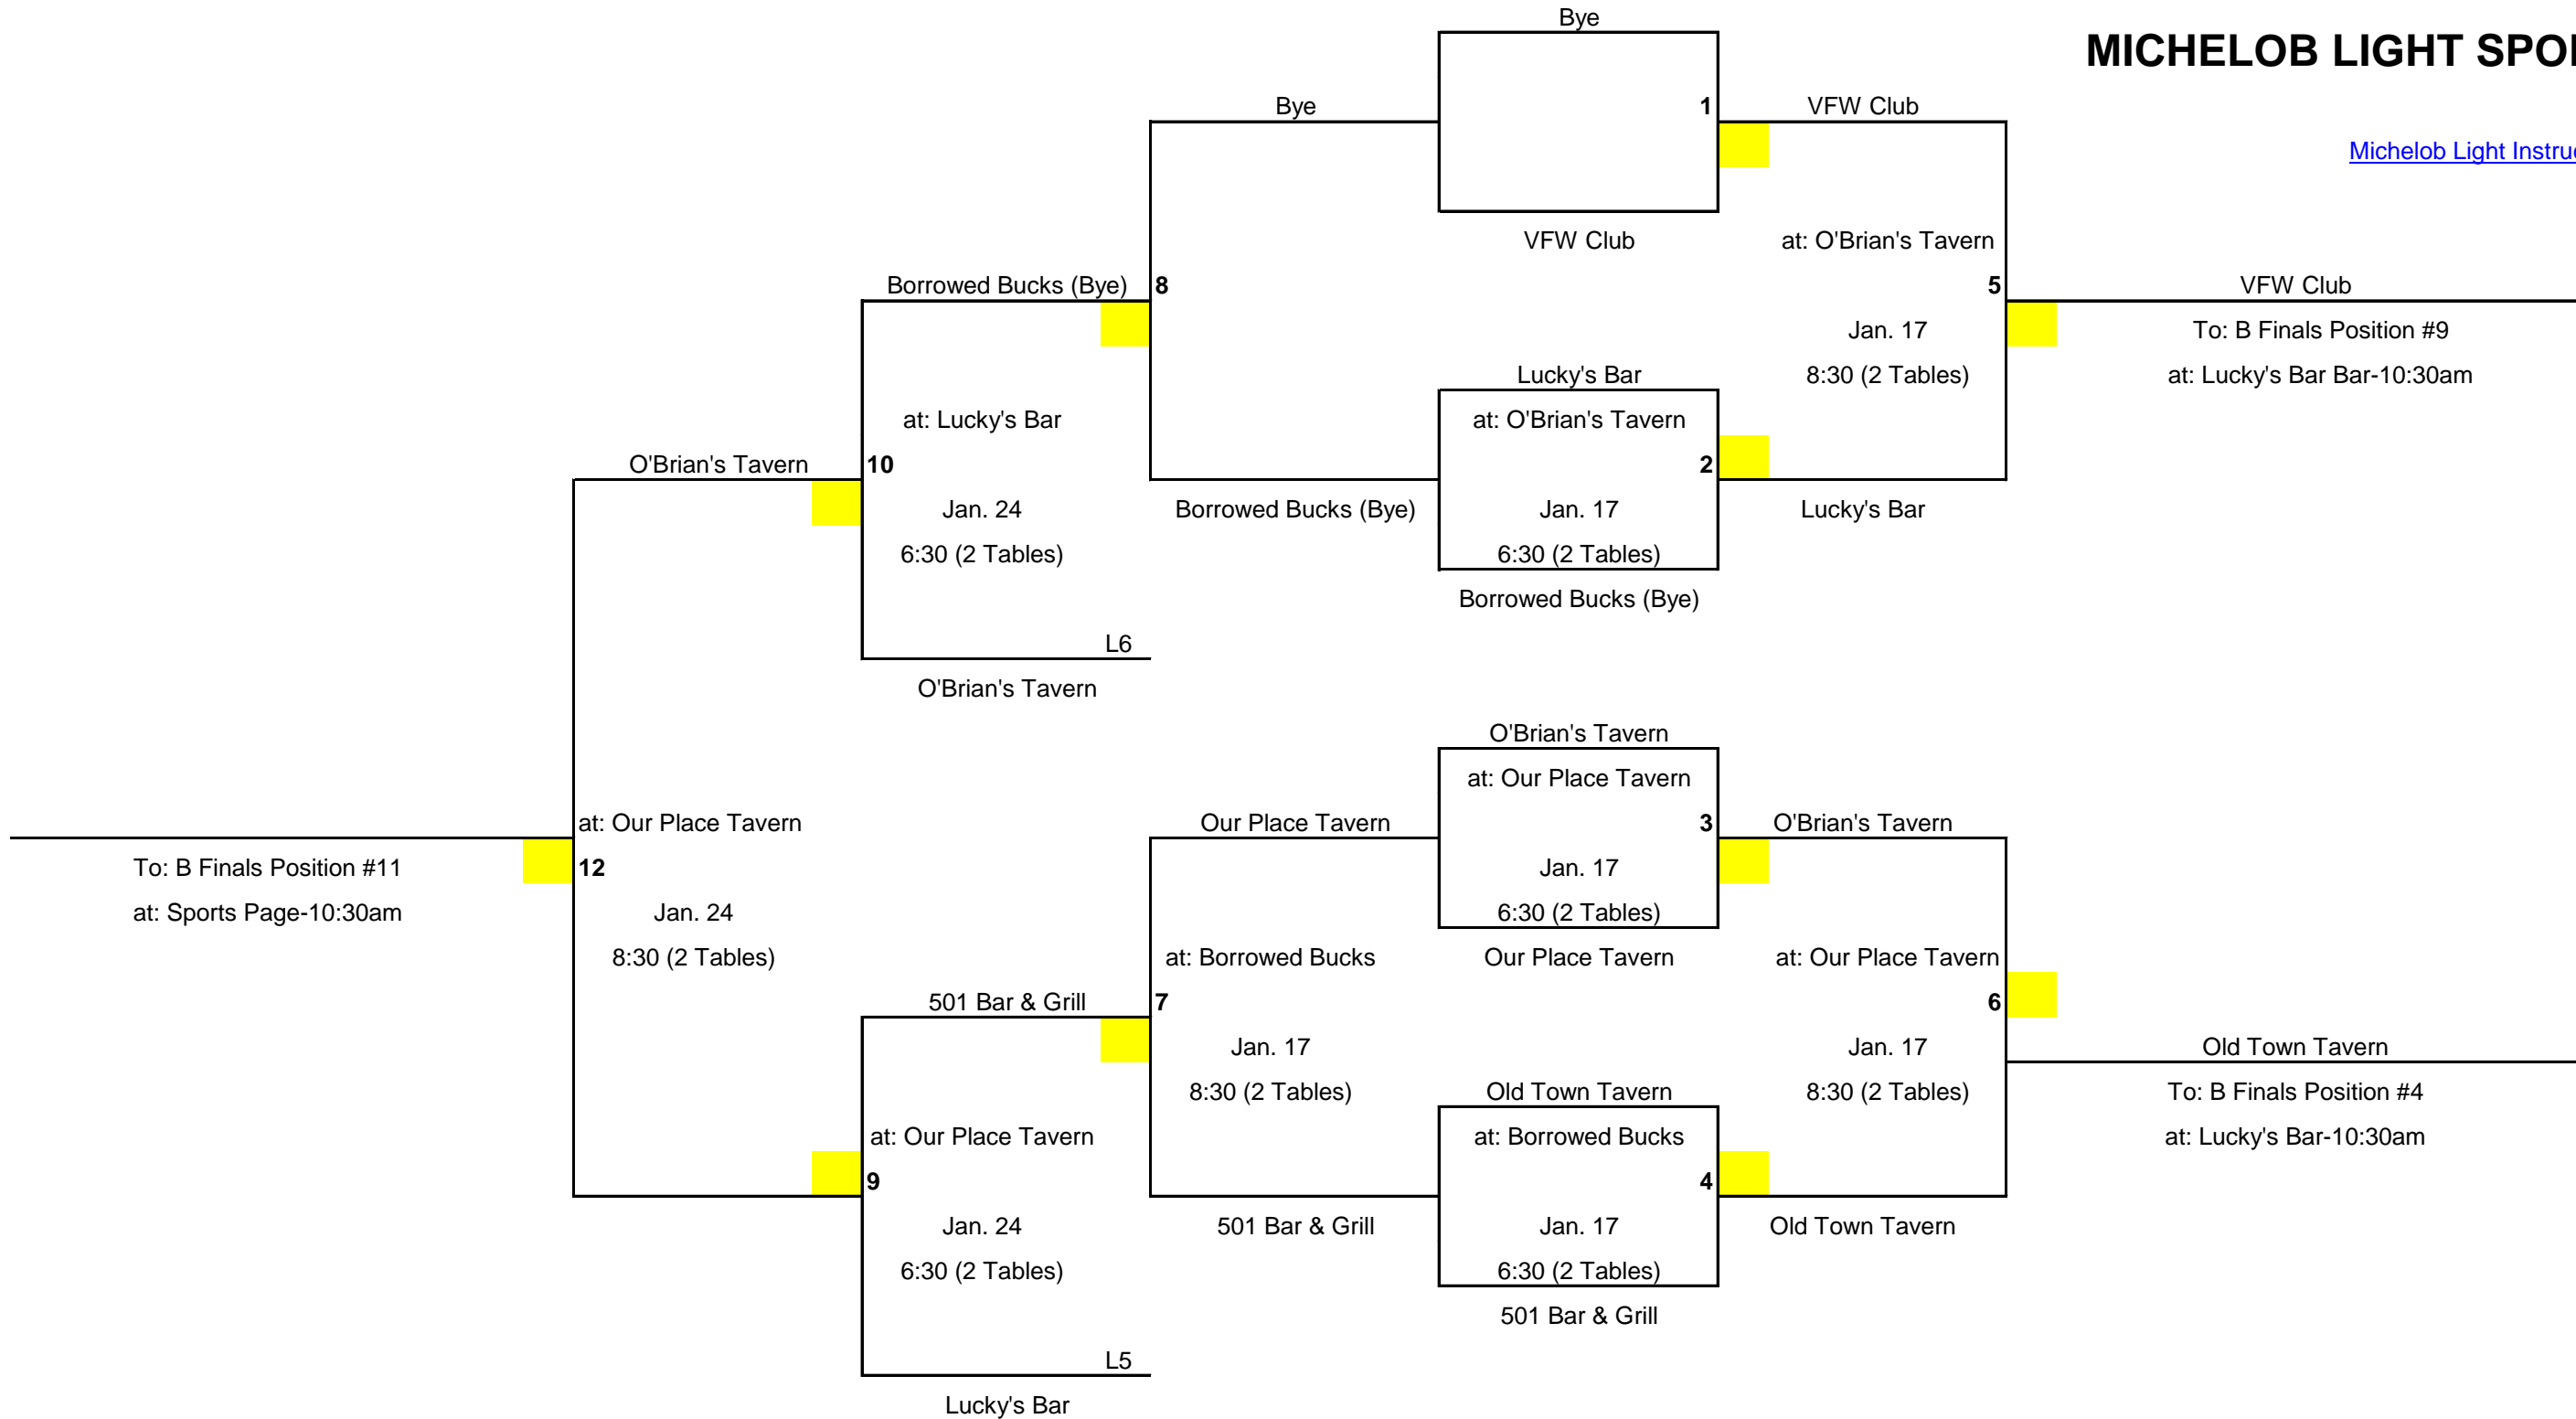 Bye
MICHELOB LIGHT SPO
Bye
1
VFW Club
Michelob Light Instru
VFW Club
at: O'Brian's Tavern
Borrowed Bucks (Bye)
8
5
VFW Club
Jan. 17
To: B Finals Position #9
Lucky's Bar
8:30 (2 Tables)
at: Lucky's Bar Bar-10:30am
at: Lucky's Bar
at: O'Brian's Tavern
O'Brian's Tavern
10
2
Jan. 24
Borrowed Bucks (Bye)
Jan. 17
Lucky's Bar
6:30 (2 Tables)
6:30 (2 Tables)
Borrowed Bucks (Bye)
L6
O'Brian's Tavern
O'Brian's Tavern
at: Our Place Tavern
at: Our Place Tavern
Our Place Tavern
3
O'Brian's Tavern
To: B Finals Position #11
12
Jan. 17
at: Sports Page-10:30am
Jan. 24
6:30 (2 Tables)
8:30 (2 Tables)
at: Borrowed Bucks
Our Place Tavern
at: Our Place Tavern
501 Bar & Grill
7
6
Jan. 17
Jan. 17
Old Town Tavern
8:30 (2 Tables)
Old Town Tavern
8:30 (2 Tables)
To: B Finals Position #4
at: Our Place Tavern
at: Borrowed Bucks
at: Lucky's Bar-10:30am
9
4
Jan. 24
501 Bar & Grill
Jan. 17
Old Town Tavern
6:30 (2 Tables)
6:30 (2 Tables)
501 Bar & Grill
L5
Lucky's Bar